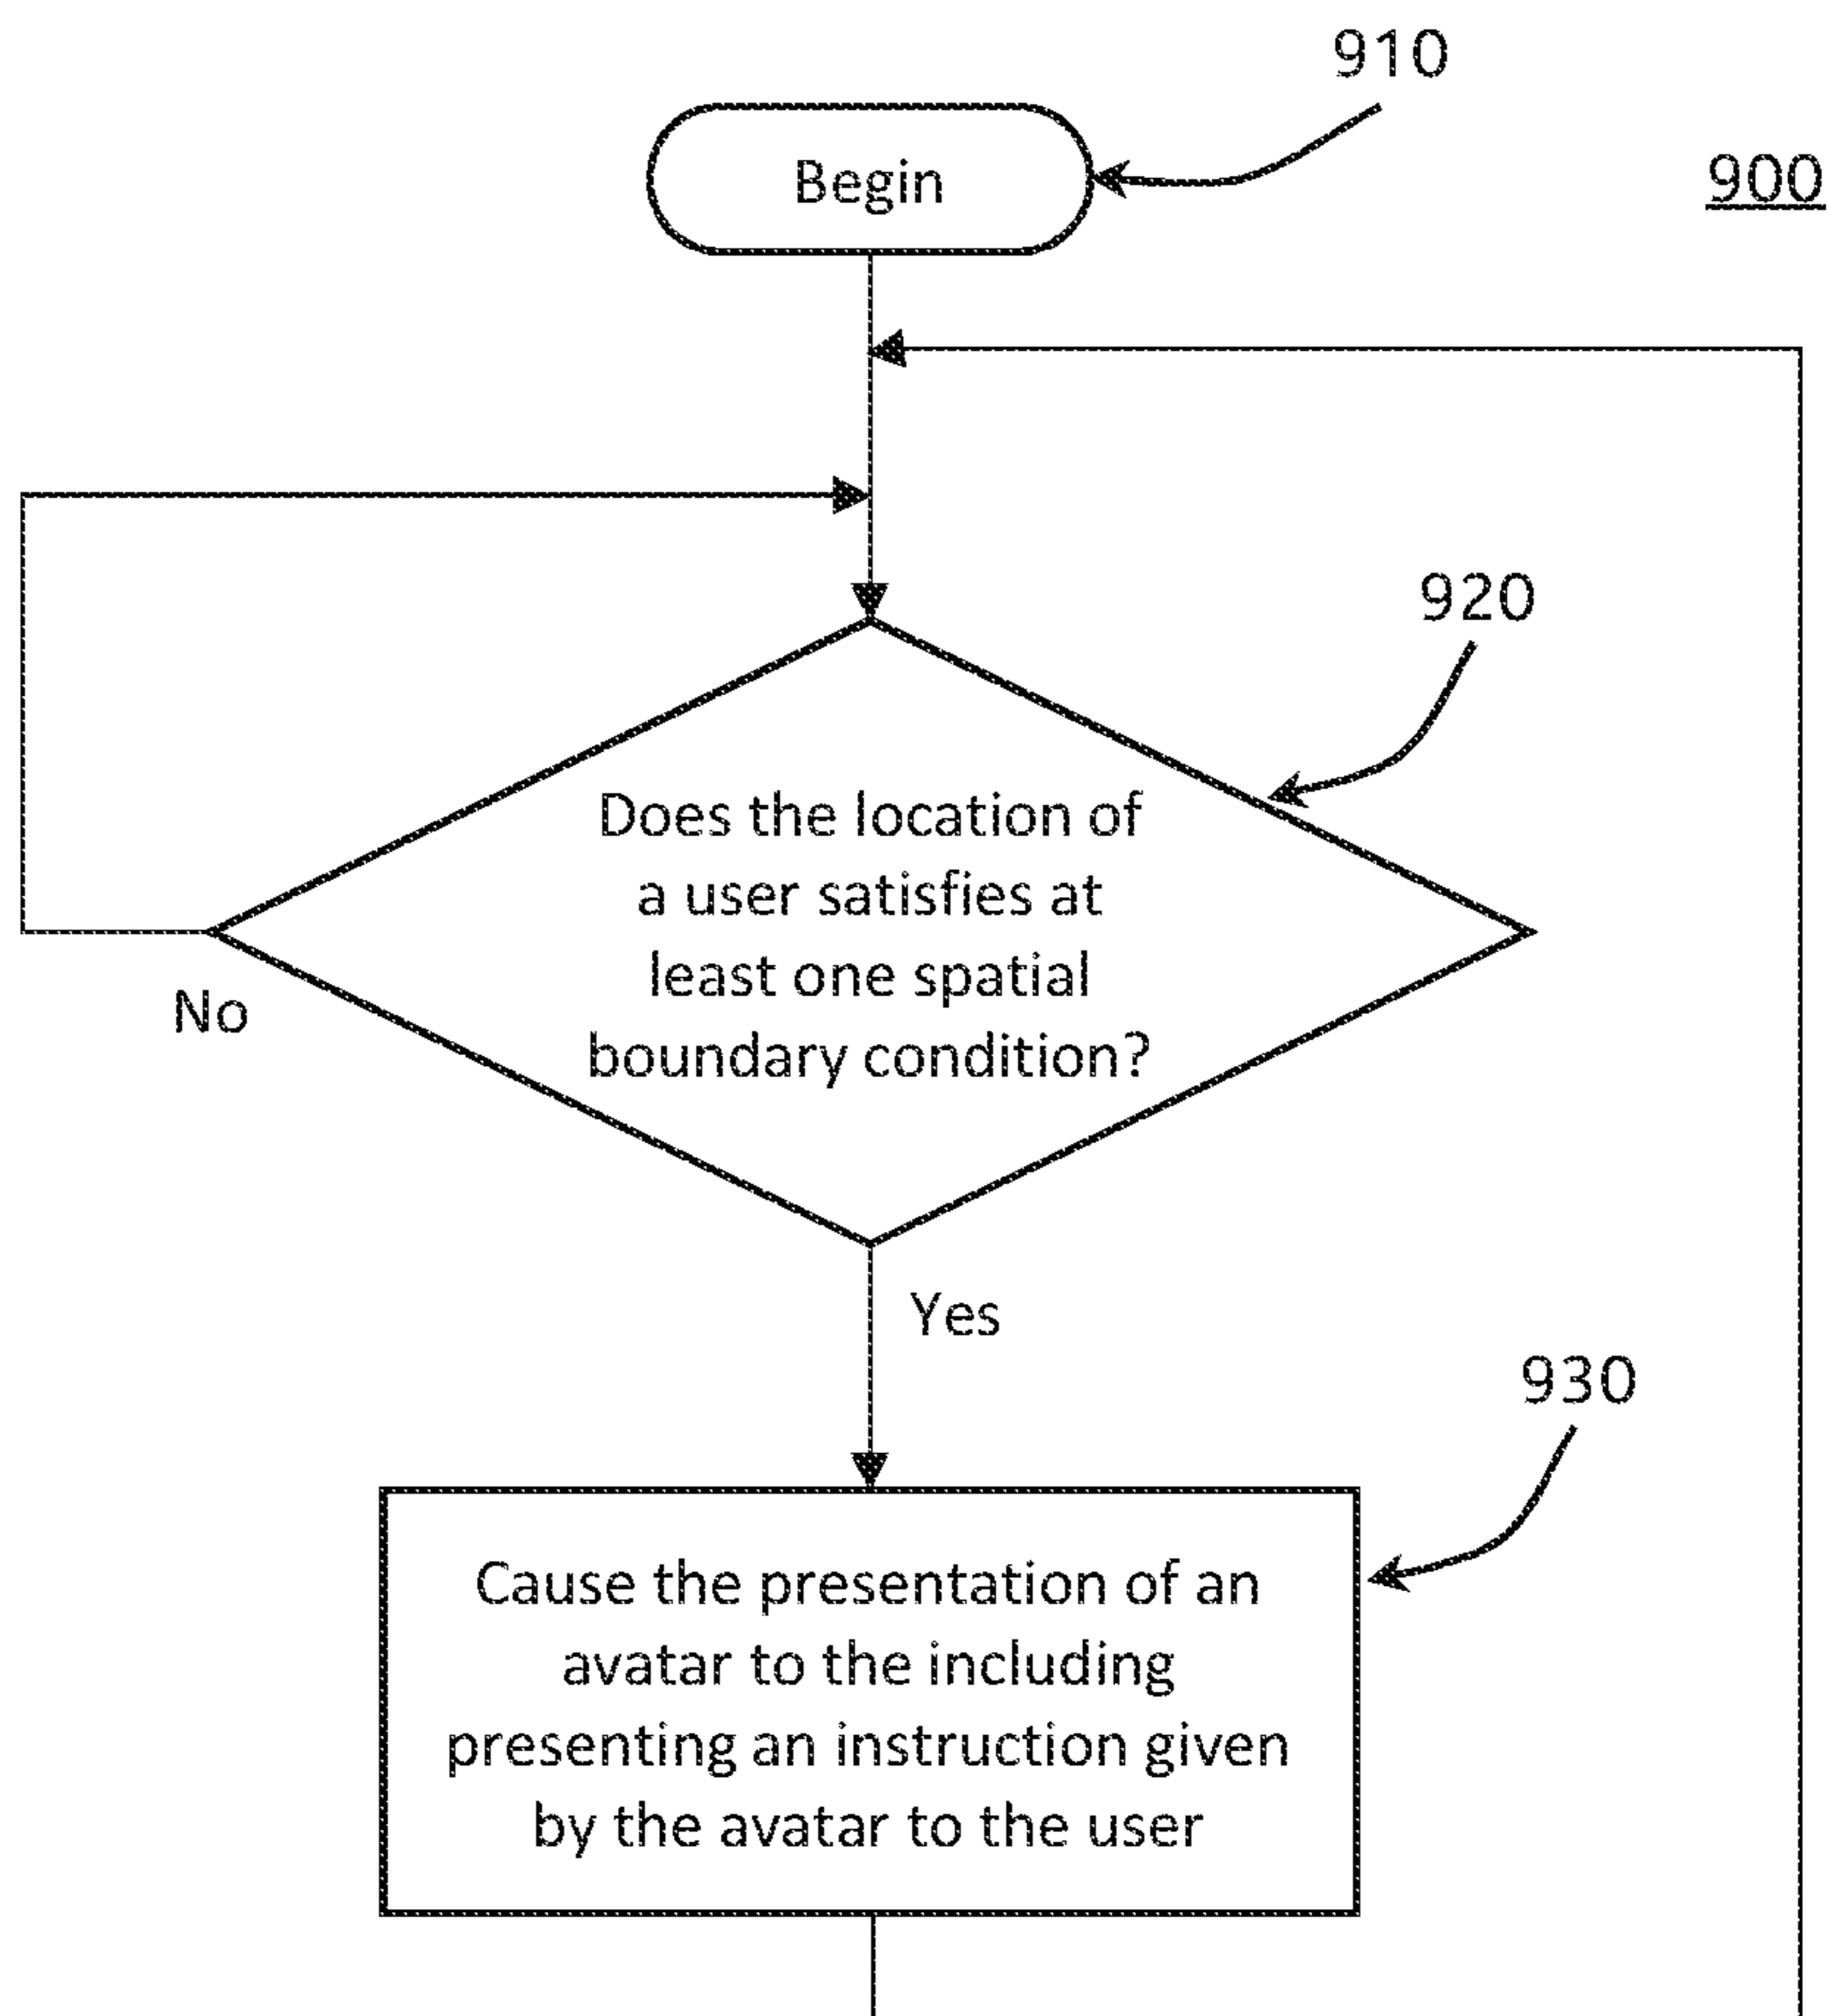 910
Begin
900
920
Does the location of
a user satisfies at
least one spatial
boundary condition?
No
Yes
930
Cause the presentation of an
avatar to the including
presenting an instruction given
by the avatar to the user